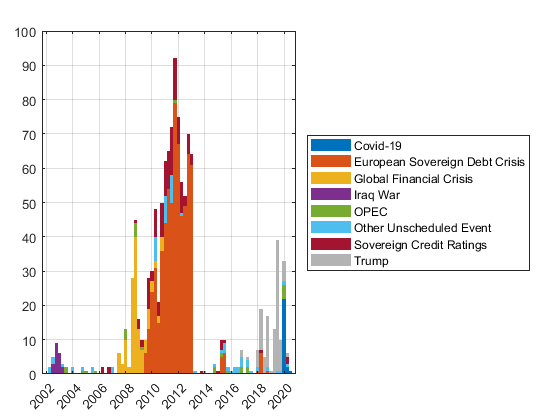 100
90
80
70
60
50
40
30
20
10
0
2002 2004 2006 2008 2010 2012 2014 2016 2018 2020
Covid-19
European Sovereign Debt Crisis
Global Financial Crisis
Iraq War
OPEC
Other Unscheduled Event
Sovereign Credit Ratings
Trump